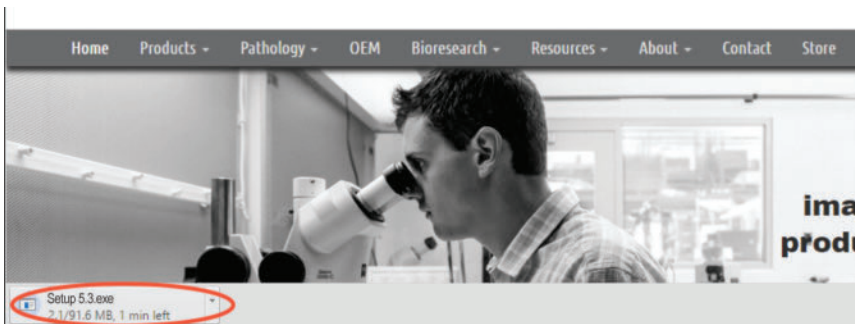 Home Products Pathology OEM Bioresearch Resources About Contact Store
ima
produ
Setup 5.3.exe
2.1/91.6 MB, 1 min left